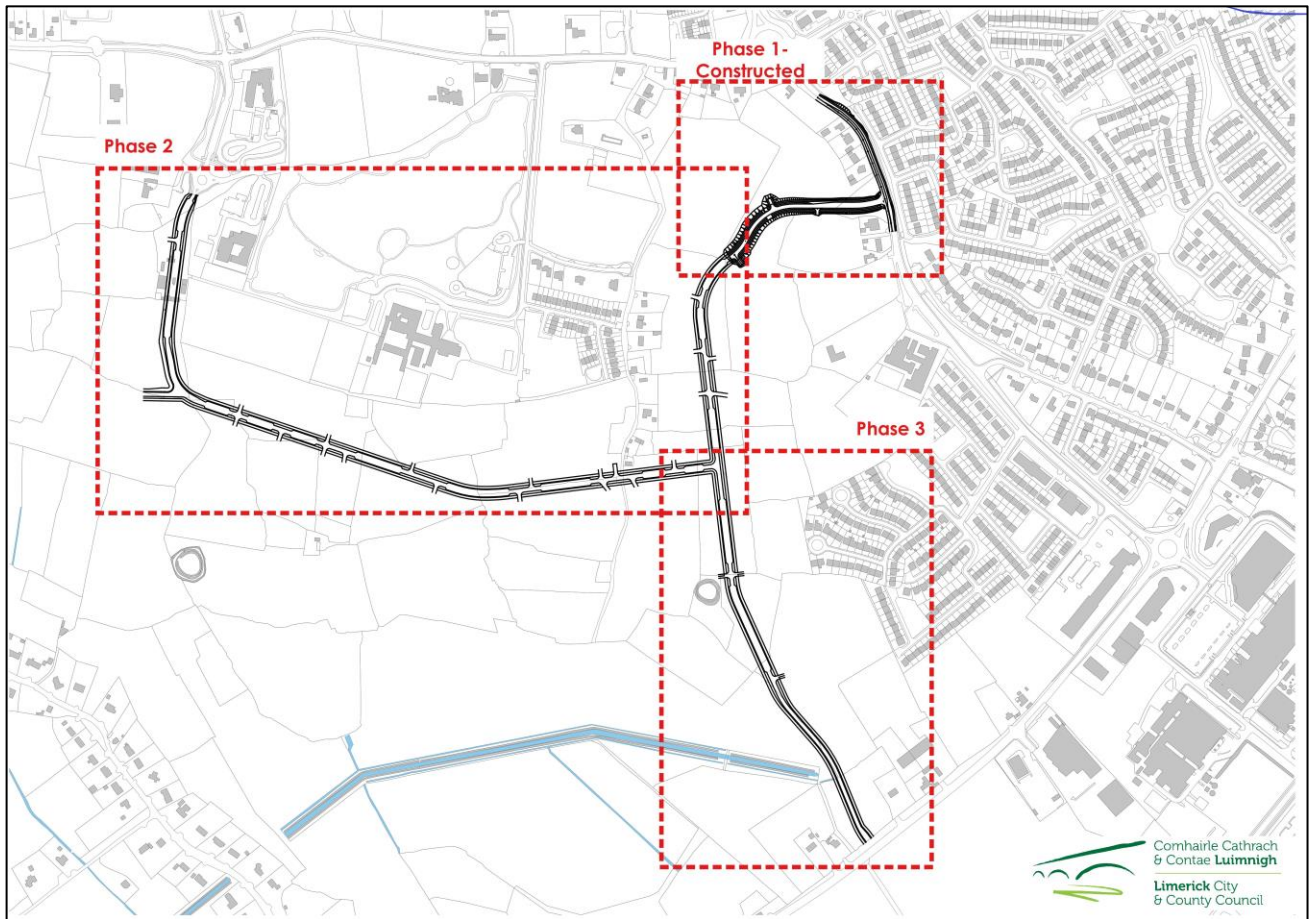 Phase 1-
Constructed
Phase 2
Phase 3
Comhairle Cathrach
& Contae Luimnigh
Limerick City
& County Council